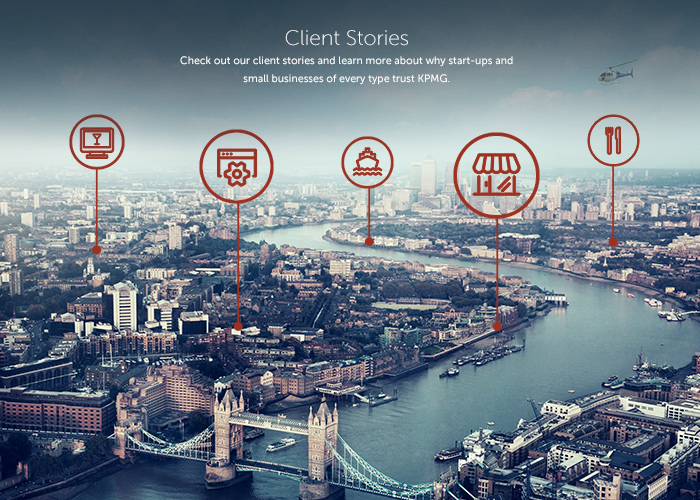 Client Stories
Check out our client stories and learn more about why start-ups and
small businesses of every type trust KPMG.